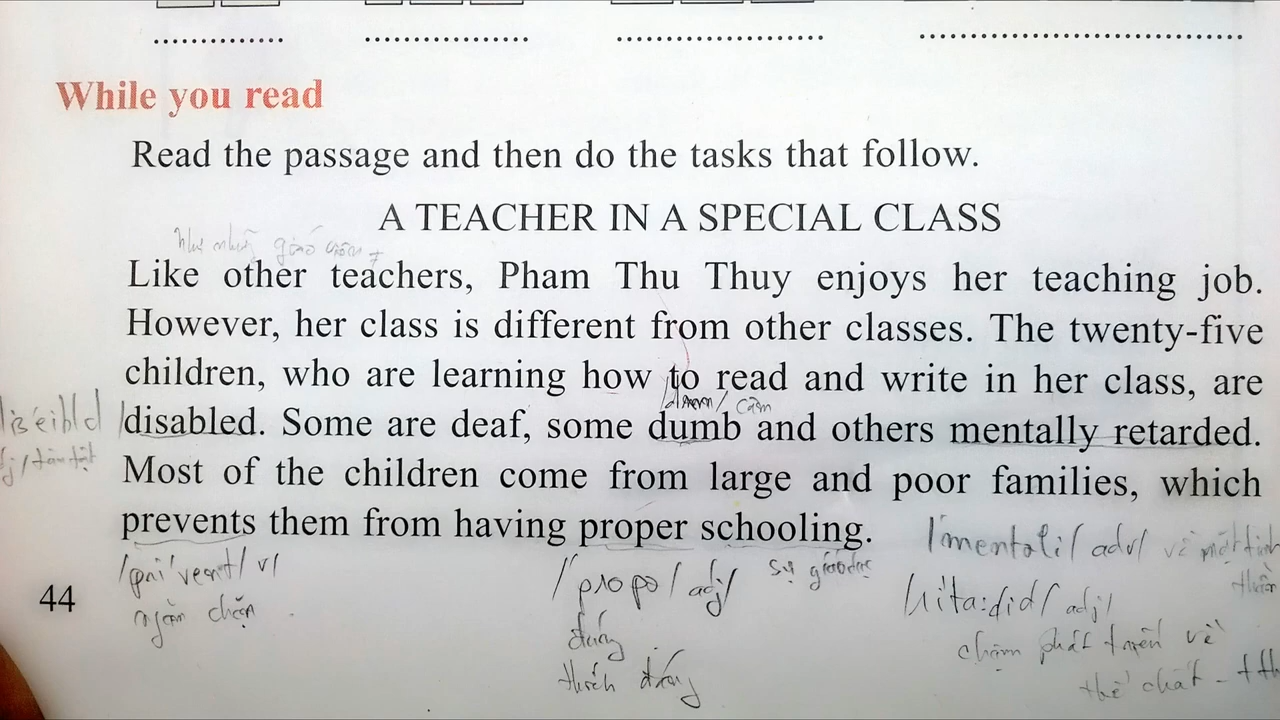 While you read
Read the passage and then do the tasks that follow.
A TEACHER IN A SPECIAL CLASS
Like other teachers, Pham Thu Thuy enjoys her teaching job.
However, her class is different from other classes. The twenty-five
children, who are learning how to read and write in her class, are
câm
disabled. Some are deaf, some dumb and others mentally retarded.
Most of the children come from large and poor families, which
prevents them from having proper schooling.
adv/ về
adj/ sự giáo dục
44
ngăn chặn
adj/
đúng
chậm phát triển về
thích đáng
thể chất